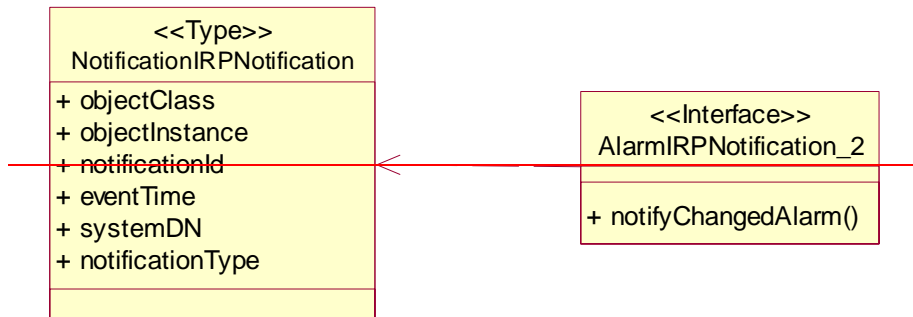 <<Type>>
NotificationIRPNotification
+ objectClass
+ objectInstance
+ notificationId
+ eventTime
+ systemDN
+ notificationType
<<Interface>>
AlarmIRPNotification_2
+ notifyChangedAlarm()